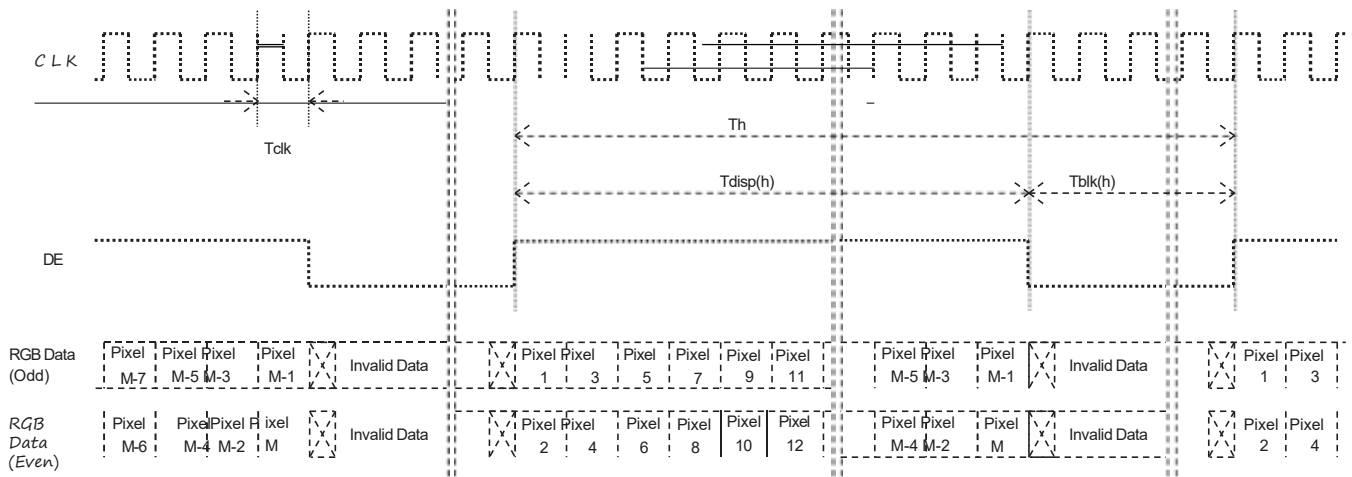 CLK
Th
Tclk
Tdisp(h)
Tblk(h)
DE
RGB Data
(Odd)
Pixel Pixel Pixel Pixel Pixel Pixel Pixel Pixel Pixel Pixel Pixel Pixel Pixel Pixel Pixel
M-7 M-5 M-3 M-1 Invalid Data 1 3 5 7 9 11 M-5 M-3 M-1 Invalid Data 1 3
RGB
Data
(Even)
Pixel Pixel Pixel P ixel Pixel Pixel Pixel Pixel Pixel Pixel Pixel Pixel Pixel Pixel Pixel
M-6 M-4 M-2 M Invalid Data 2 4 6 8 10 12 M-4 M-2 M Invalid Data 2 4